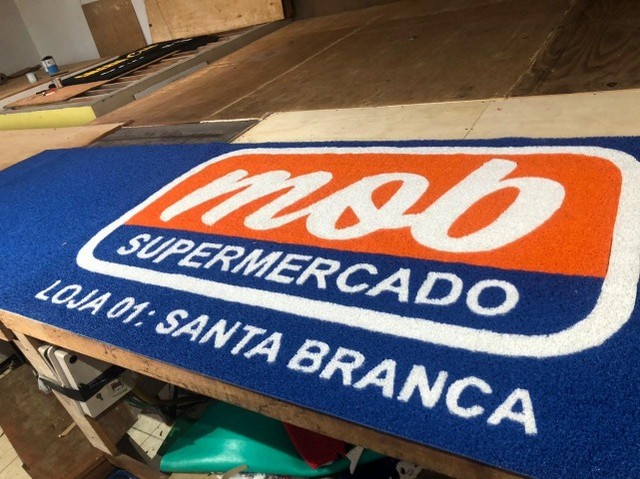 mob
SUPERMERCADO
LOJA 01: SANTA BRANCA